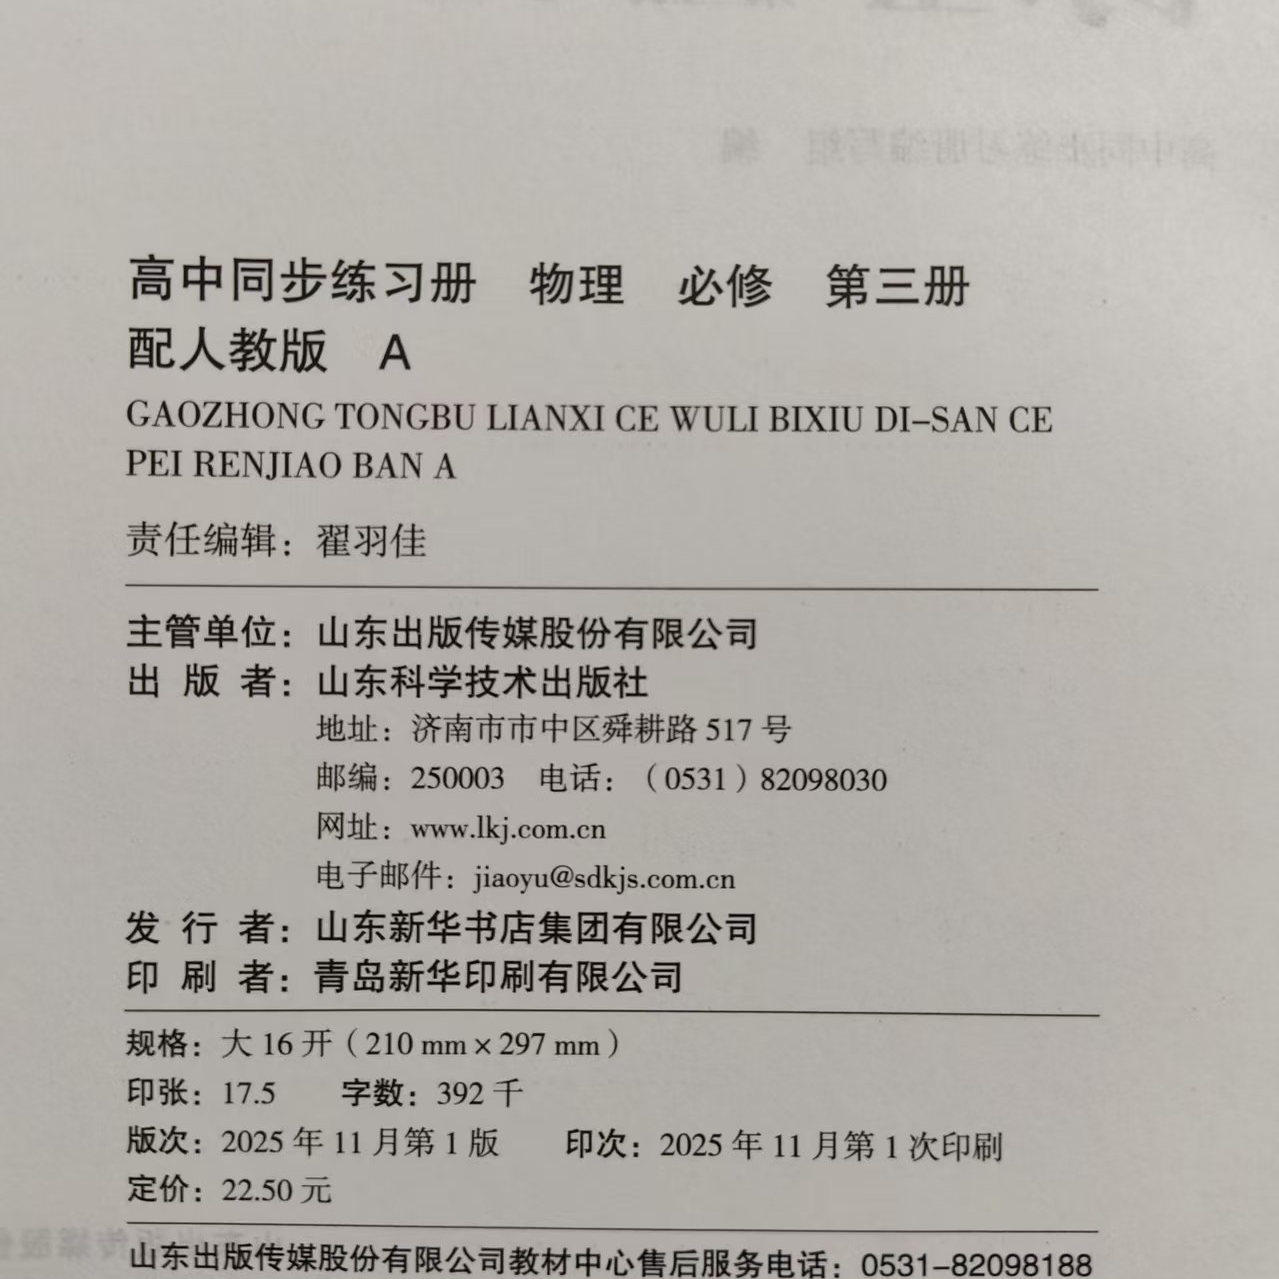 高中同步练习册 物理 必修 第三册
配人教版 A
GAOZHONG TONGBU LIANXI CE WULI BIXIU DI-SAN CE
PEI RENJIAO BAN A
责任编辑：翟羽佳
主管单位：山东出版传媒股份有限公司
出 版 者：山东科学技术出版社
地址：济南市市中区舜耕路 517 号
邮编：250003 电话：（0531）82098030
网址：www.lkj.com.cn
电子邮件：jiaoyu@sdkjs.com.cn
发 行 者：山东新华书店集团有限公司
印 刷 者：青岛新华印刷有限公司
规格：大 16 开（210 mm × 297 mm）
印张：17.5 字数：392 千
版次：2025 年 11 月第 1 版 印次：2025 年 11 月第 1 次印刷
定价：22.50 元
山东出版传媒股份有限公司教材中心售后服务电话：0531-82098188